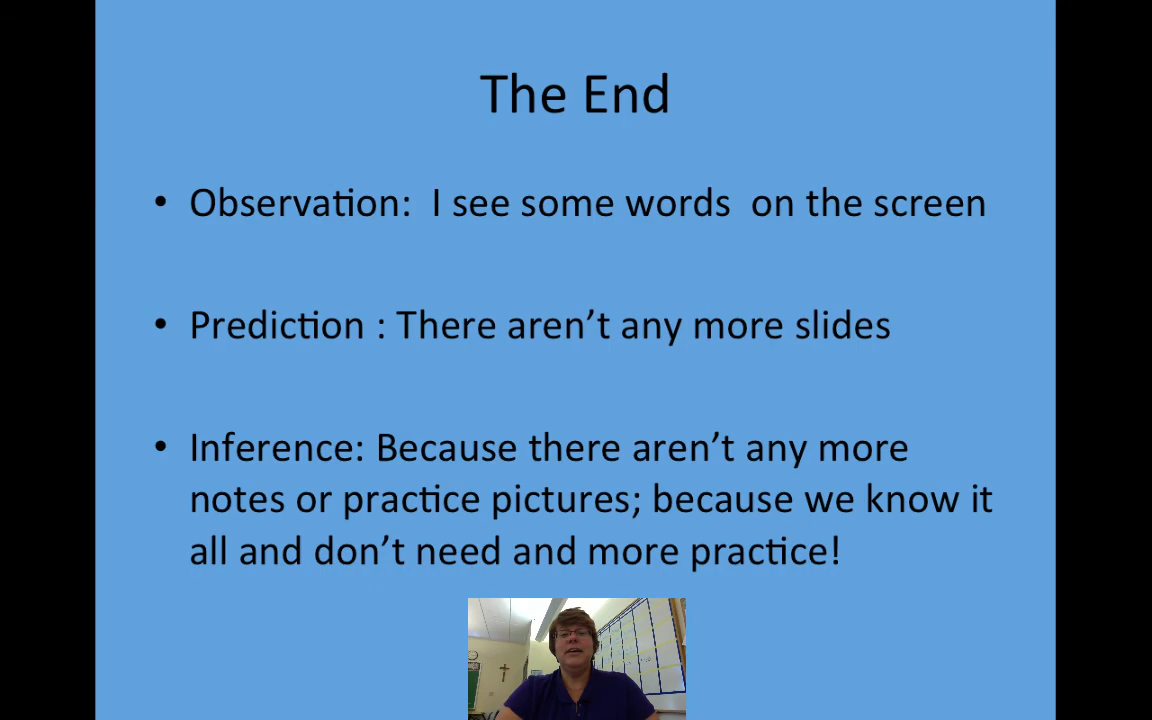 The End
• Observation:  I see some words  on the screen
• Prediction : There aren’t any more slides
• Inference: Because there aren’t any more
notes or practice pictures; because we know it
all and don’t need and more practice!